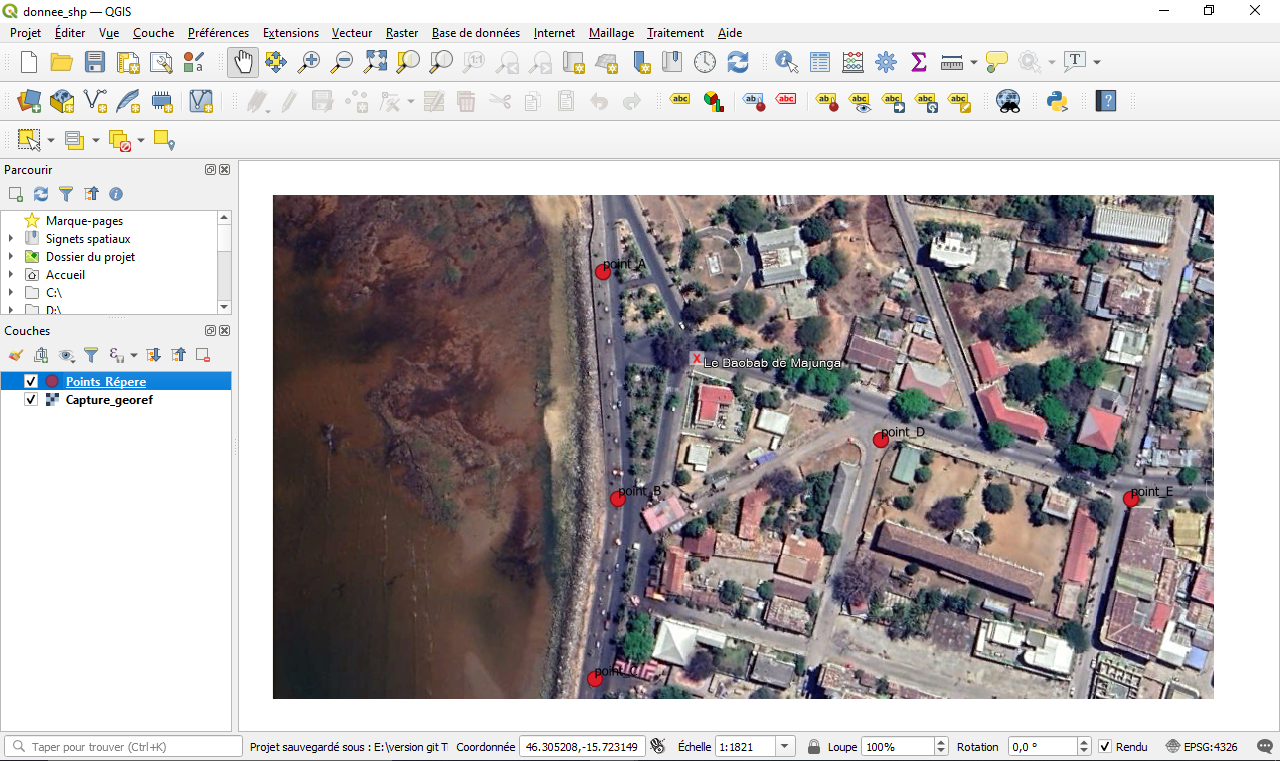 donnee_shp — QGIS
Projet Éditer Vue Couche Préférences Extensions Vecteur Raster Base de données Internet Maillage Traitement Aide
Parcourir
Marque-pages
Signets spatiaux
Dossier du projet
Accueil
C:\
D:\
Couches
Points_Répere
Capture_georef
point_A
X Le Baobab de Majunga
point_D
point_B
point_E
point_C
Taper pour trouver (Ctrl+K) Projet sauvegardé sous : E:\version git T Coordonnée 46.305208,-15.723149 Échelle 1:1821 Loupe 100% Rotation 0,0 ° Rendu EPSG:4326